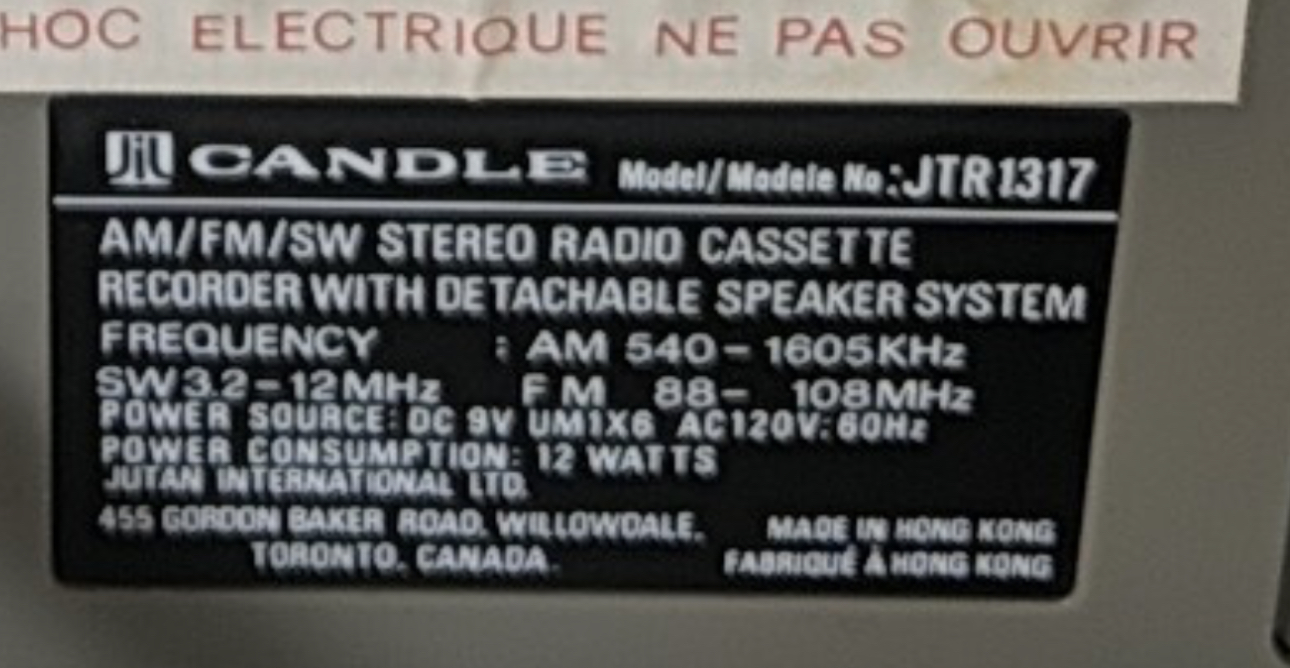 HOC ELECTRIQUE NE PAS OUVRIR
JIL CANDLE Model/Modele No.:JTR1317
AM/FM/SW STEREO RADIO CASSETTE
RECORDER WITH DETACHABLE SPEAKER SYSTEM
FREQUENCY : AM 540-1605KHz
SW3.2-12MHz FM 88- 108MHz
POWER SOURCE: DC 9V UM1X6 AC120V:60Hz
POWER CONSUMPTION: 12 WATTS
JUTAN INTERNATIONAL LTD.
455 GORDON BAKER ROAD. WILLOWDALE. MADE IN HONG KONG
TORONTO. CANADA. FABRIQUÉ À HONG KONG